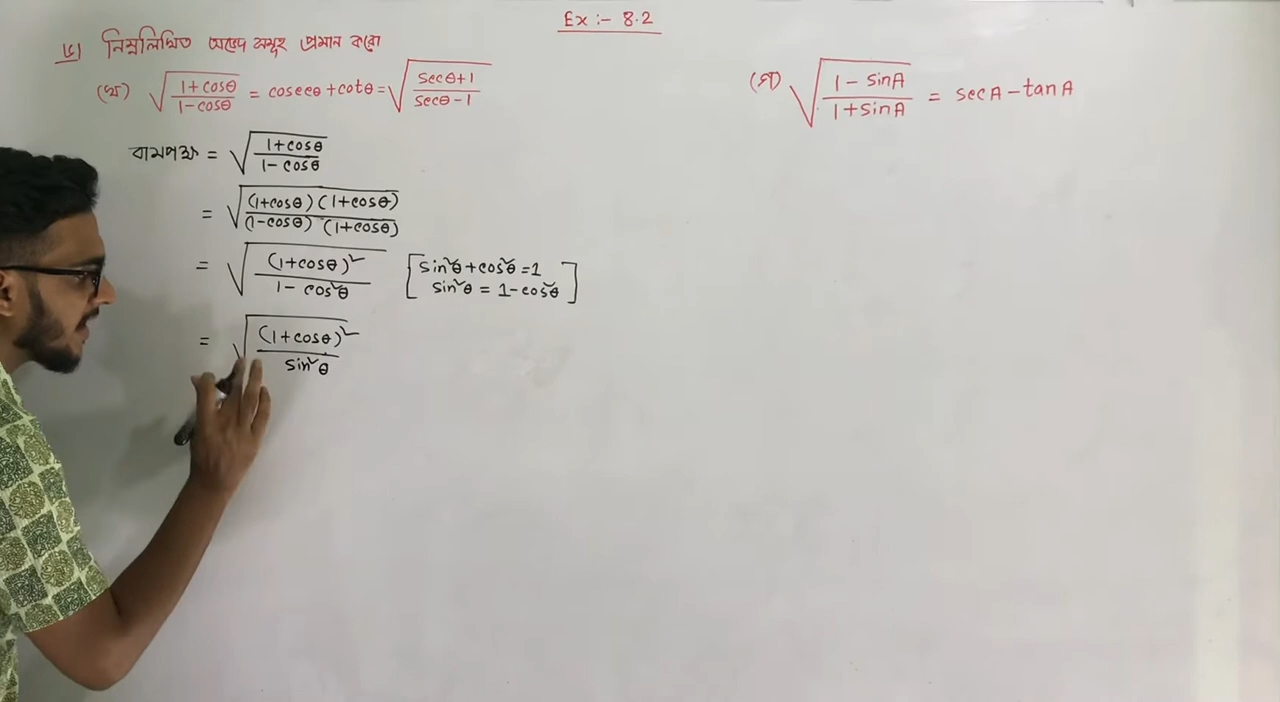 Ex :- 8.2
৮। নিম্নলিখিত অভেদ সমূহ প্রমান করো
(খ) √((1+cosθ)/(1-cosθ)) = cosecθ + cotθ = √((secθ+1)/(secθ-1))
বামপক্ষ = √((1+cosθ)/(1-cosθ))
= √((1+cosθ)(1+cosθ)/(1-cosθ)(1+cosθ))
= √((1+cosθ)²/(1-cos²θ)) [sin²θ+cos²θ=1
sin²θ = 1-cos²θ]
= √((1+cosθ)²/sin²θ)
√((1-sinA)/(1+sinA)) = secA - tanA